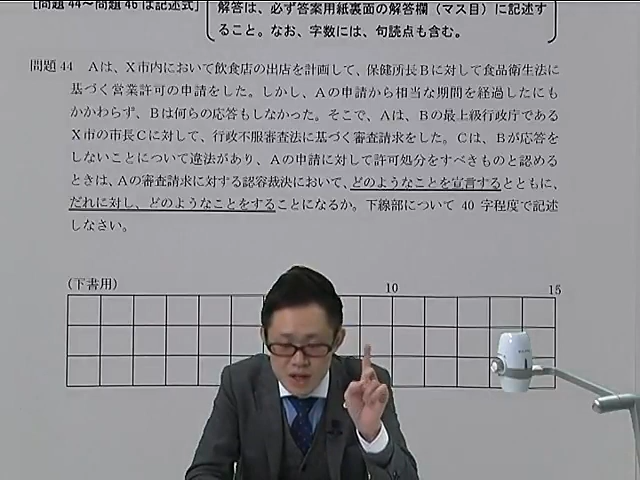 [問題44～問題46は記述式]
解答は、必ず答案用紙裏面の解答欄(マス目)に記述す
ること。なお、字数には、句読点も含む。
問題44　Aは、X市内において飲食店の出店を計画して、保健所長Bに対して食品衛生法に
基づく営業許可の申請をした。しかし、Aの申請から相当な期間を経過したにも
かかわらず、Bは何らの応答もしなかった。そこで、Aは、Bの最上級行政庁である
X市の市長Cに対して、行政不服審査法に基づく審査請求をした。Cは、Bが応答を
しないことについて違法があり、Aの申請に対して許可処分をすべきものと認める
ときは、Aの審査請求に対する認容裁決において、どのようなことを宣言するとともに、
だれに対し、どのようなことをすることになるか。下線部について 40 字程度で記述
しなさい。
(下書用)
10
15